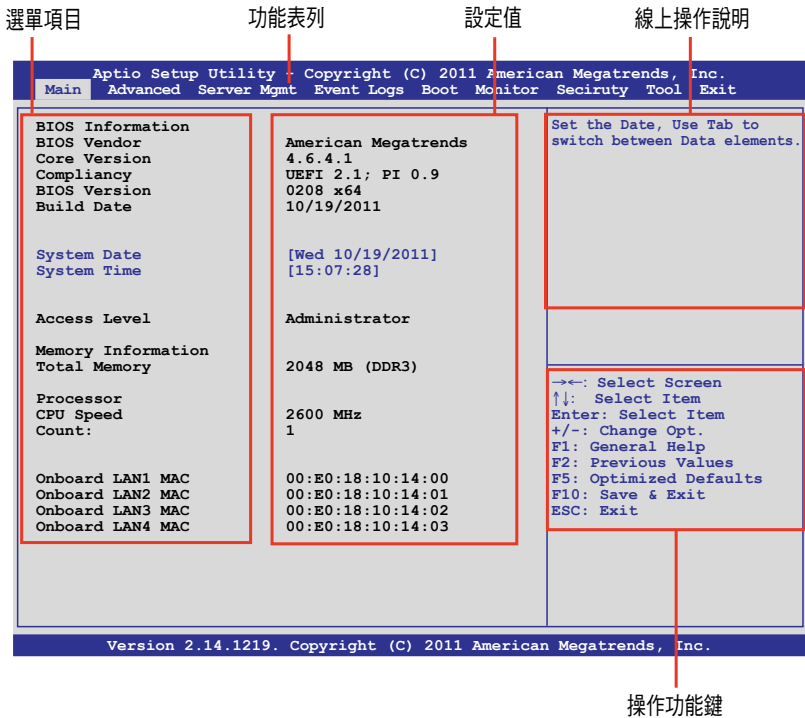 選單項目 功能表列 設定值 線上操作說明
Aptio Setup Utility - Copyright (C) 2011 American Megatrends, Inc.
Main Advanced Server Mgmt Event Logs Boot Monitor Seciruty Tool Exit
BIOS Information
BIOS Vendor American Megatrends
Core Version 4.6.4.1
Compliancy UEFI 2.1; PI 0.9
BIOS Version 0208 x64
Build Date 10/19/2011
System Date [Wed 10/19/2011]
System Time [15:07:28]
Access Level Administrator
Memory Information
Total Memory 2048 MB (DDR3)
Processor
CPU Speed 2600 MHz
Count: 1
Onboard LAN1 MAC 00:E0:18:10:14:00
Onboard LAN2 MAC 00:E0:18:10:14:01
Onboard LAN3 MAC 00:E0:18:10:14:02
Onboard LAN4 MAC 00:E0:18:10:14:03
Set the Date, Use Tab to
switch between Data elements.
→←: Select Screen
↑↓: Select Item
Enter: Select Item
+/-: Change Opt.
F1: General Help
F2: Previous Values
F5: Optimized Defaults
F10: Save & Exit
ESC: Exit
Version 2.14.1219. Copyright (C) 2011 American Megatrends, Inc.
操作功能鍵